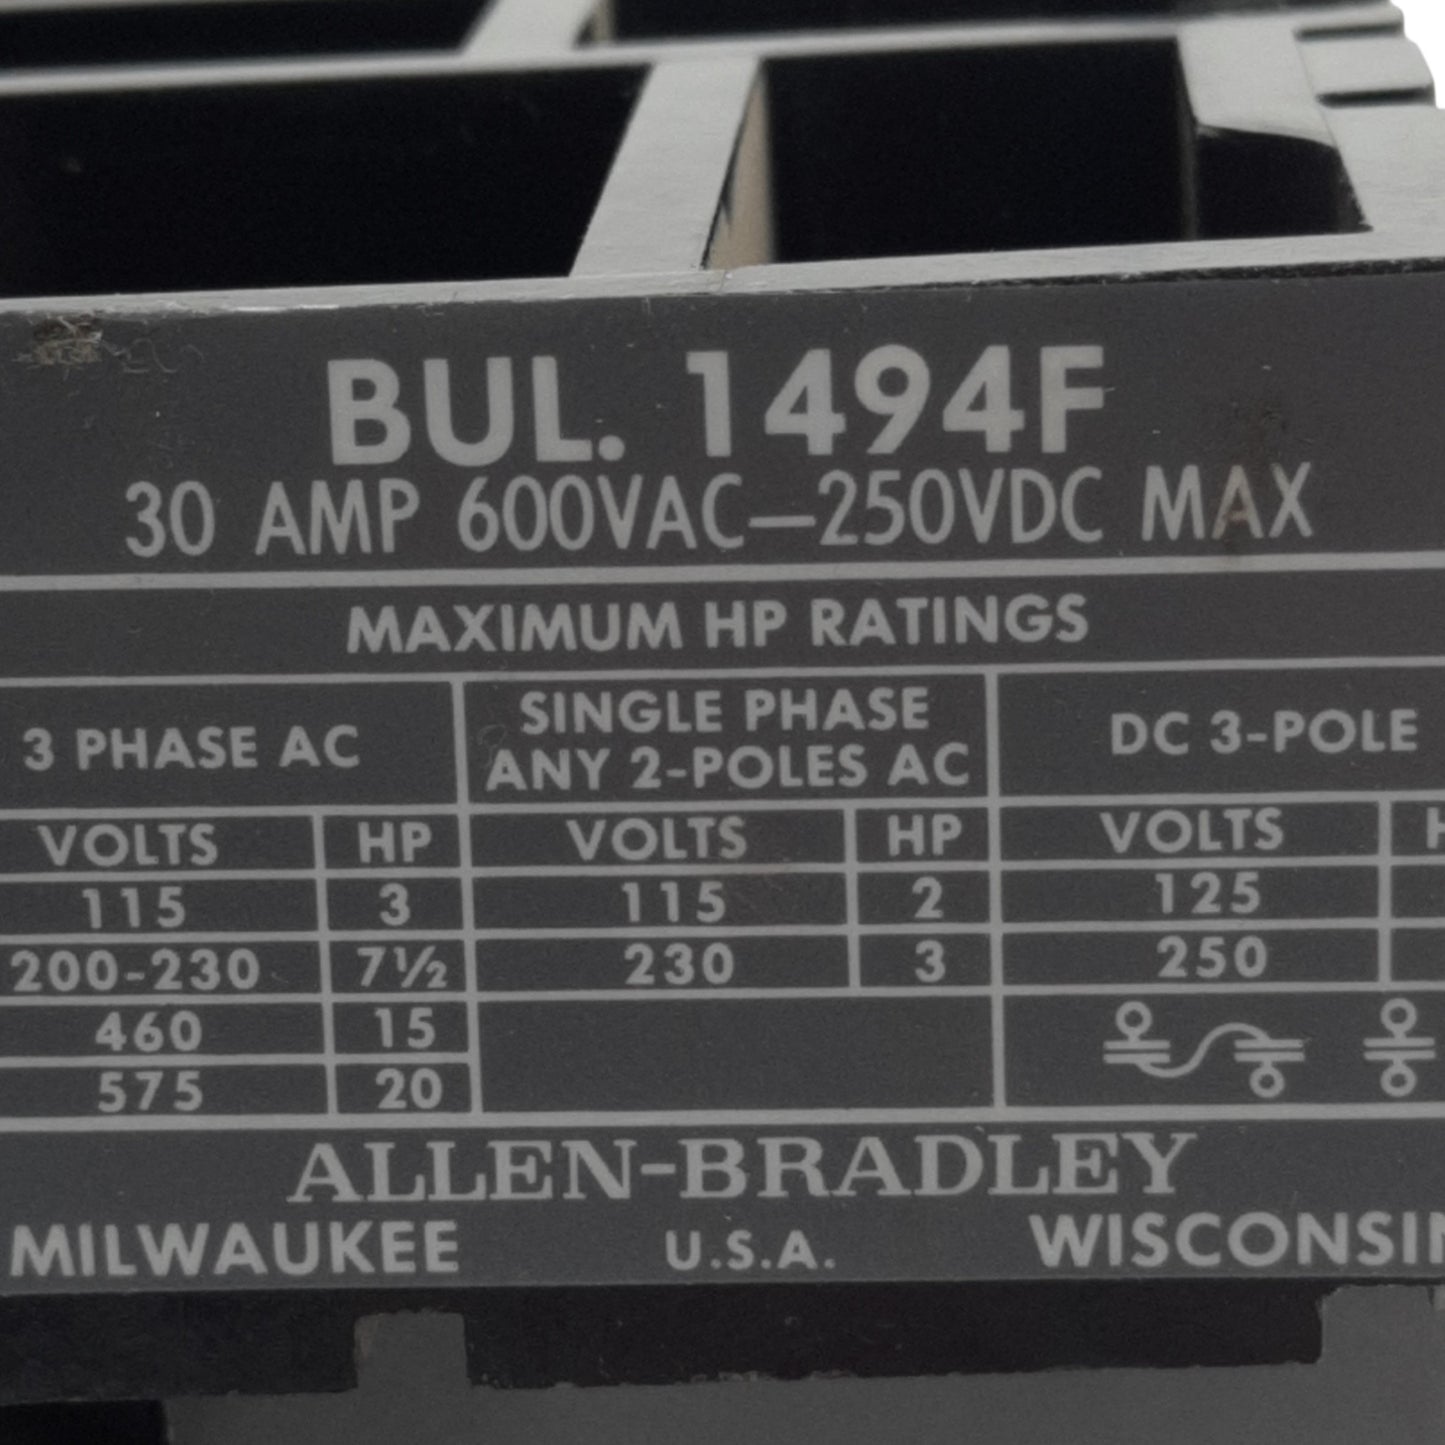 BUL. 1494F
30 AMP 600VAC—250VDC MAX
MAXIMUM HP RATINGS
3 PHASE AC
SINGLE PHASE
ANY 2-POLES AC
DC 3-POLE
VOLTS HP VOLTS HP VOLTS
115 3 115 2 125
200-230 7½ 230 3 250
460 15
575 20
ALLEN-BRADLEY
MILWAUKEE U.S.A. WISCONSIN